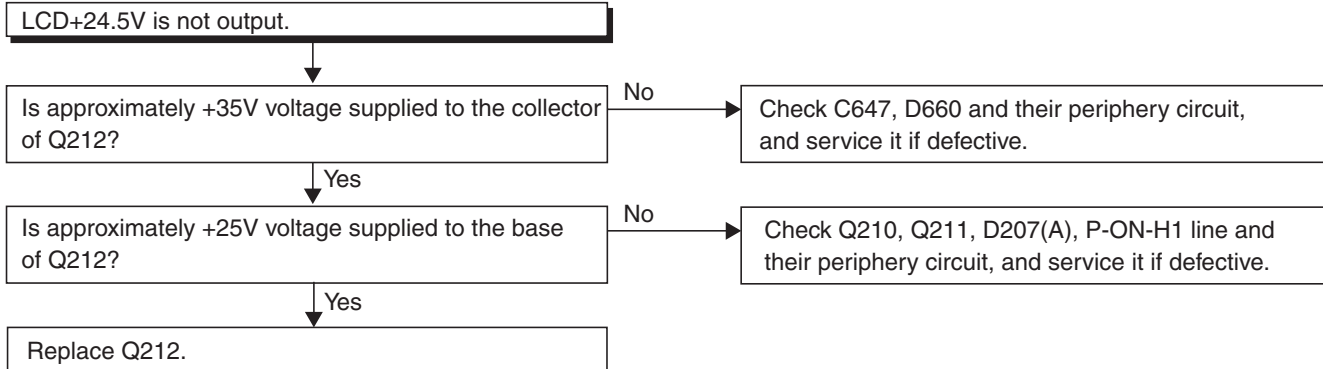 LCD+24.5V is not output.
Is approximately +35V voltage supplied to the collector
of Q212?
No
Check C647, D660 and their periphery circuit,
and service it if defective.
Yes
Is approximately +25V voltage supplied to the base
of Q212?
No
Check Q210, Q211, D207(A), P-ON-H1 line and
their periphery circuit, and service it if defective.
Yes
Replace Q212.